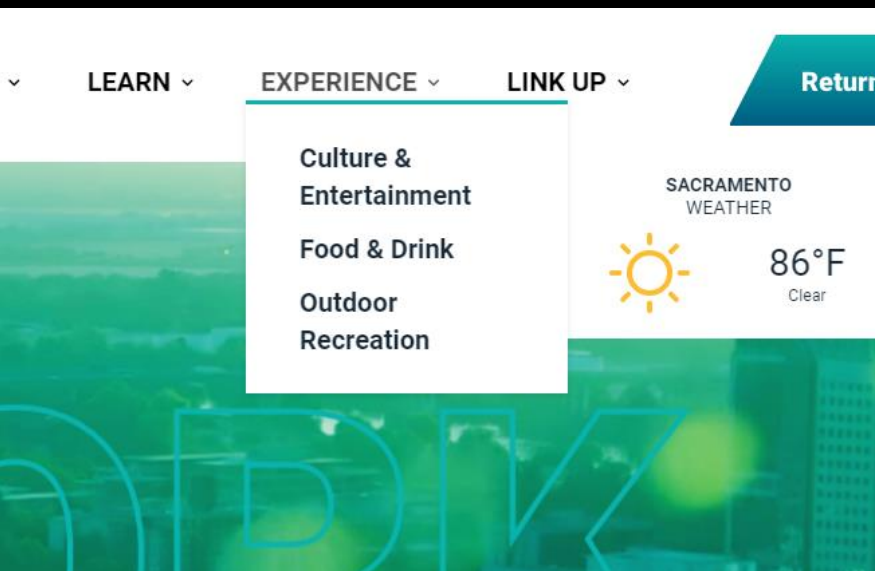 LEARN
EXPERIENCE
LINK UP
Return
Culture &
Entertainment
Food & Drink
Outdoor
Recreation
SACRAMENTO
WEATHER
86°F
Clear